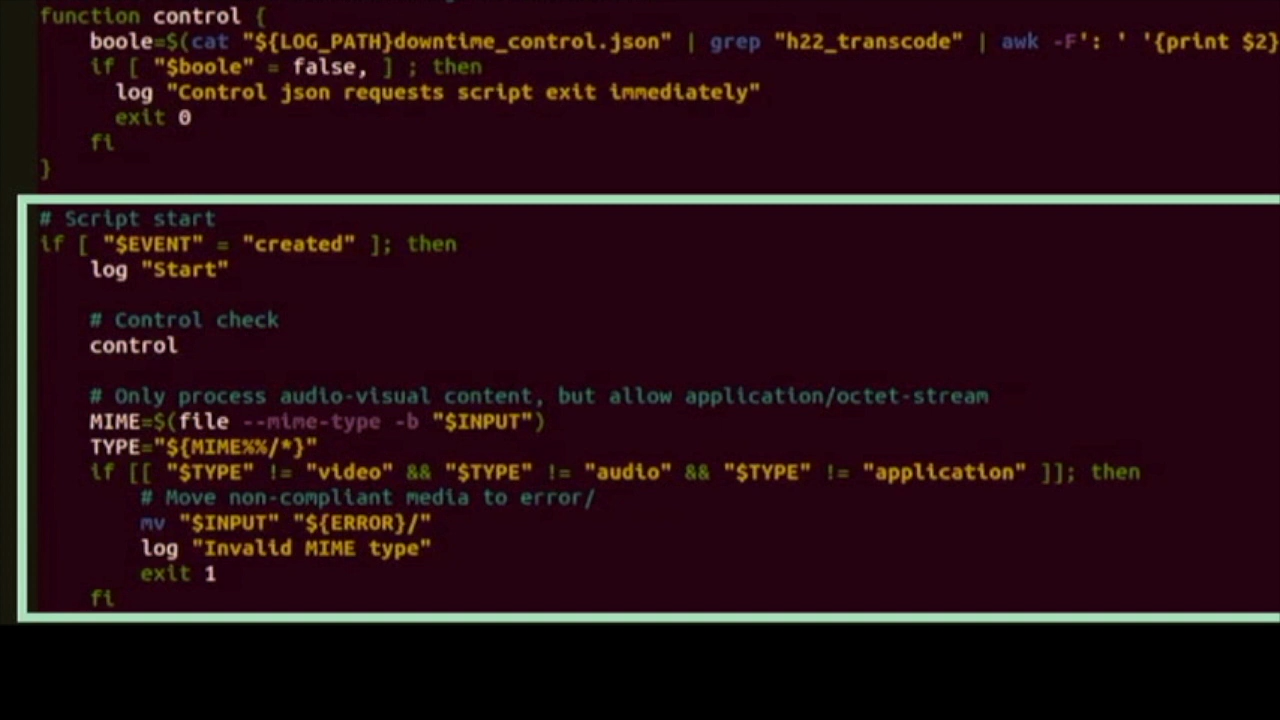 function control {
    boole=$(cat "${LOG_PATH}downtime_control.json" | grep "h22_transcode" | awk -F': ' '{print $2}
    if [ "$boole" = false, ] ; then
      log "Control json requests script exit immediately"
      exit 0
    fi
}
# Script start
if [ "$EVENT" = "created" ]; then
    log "Start"
    # Control check
    control
    # Only process audio-visual content, but allow application/octet-stream
    MIME=$(file --mime-type -b "$INPUT")
    TYPE="${MIME%%/*}"
    if [[ "$TYPE" != "video" && "$TYPE" != "audio" && "$TYPE" != "application" ]]; then
        # Move non-compliant media to error/
        mv "$INPUT" "${ERROR}/"
        log "Invalid MIME type"
        exit 1
    fi